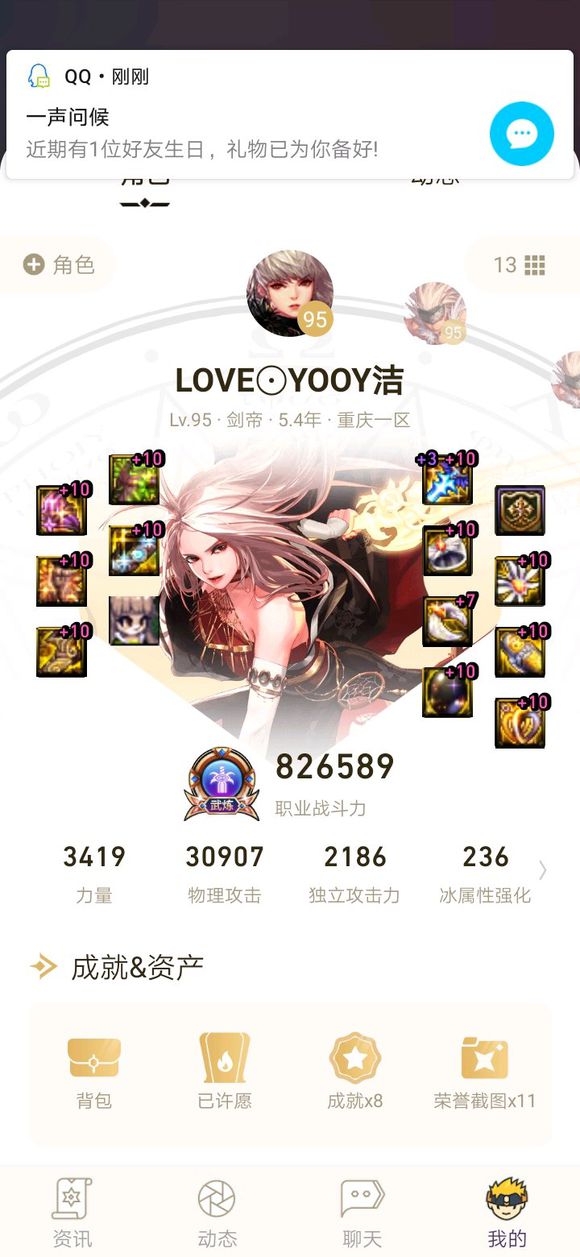 QQ·刚刚
一声问候
近期有1位好友生日，礼物已为你备好!
角色
动态
角色
13
95
95
LOVE⊙YOOY洁
Lv.95 · 剑帝 · 5.4年 · 重庆一区
+10
+3 +10
+10
+10
+10
+10
+10
+7
+10
+10
+10
+10
武炼
826589
职业战斗力
3419
30907
2186
236
力量
物理攻击
独立攻击力
冰属性强化
成就&资产
背包
已许愿
成就x8
荣誉截图x11
资讯
动态
聊天
我的